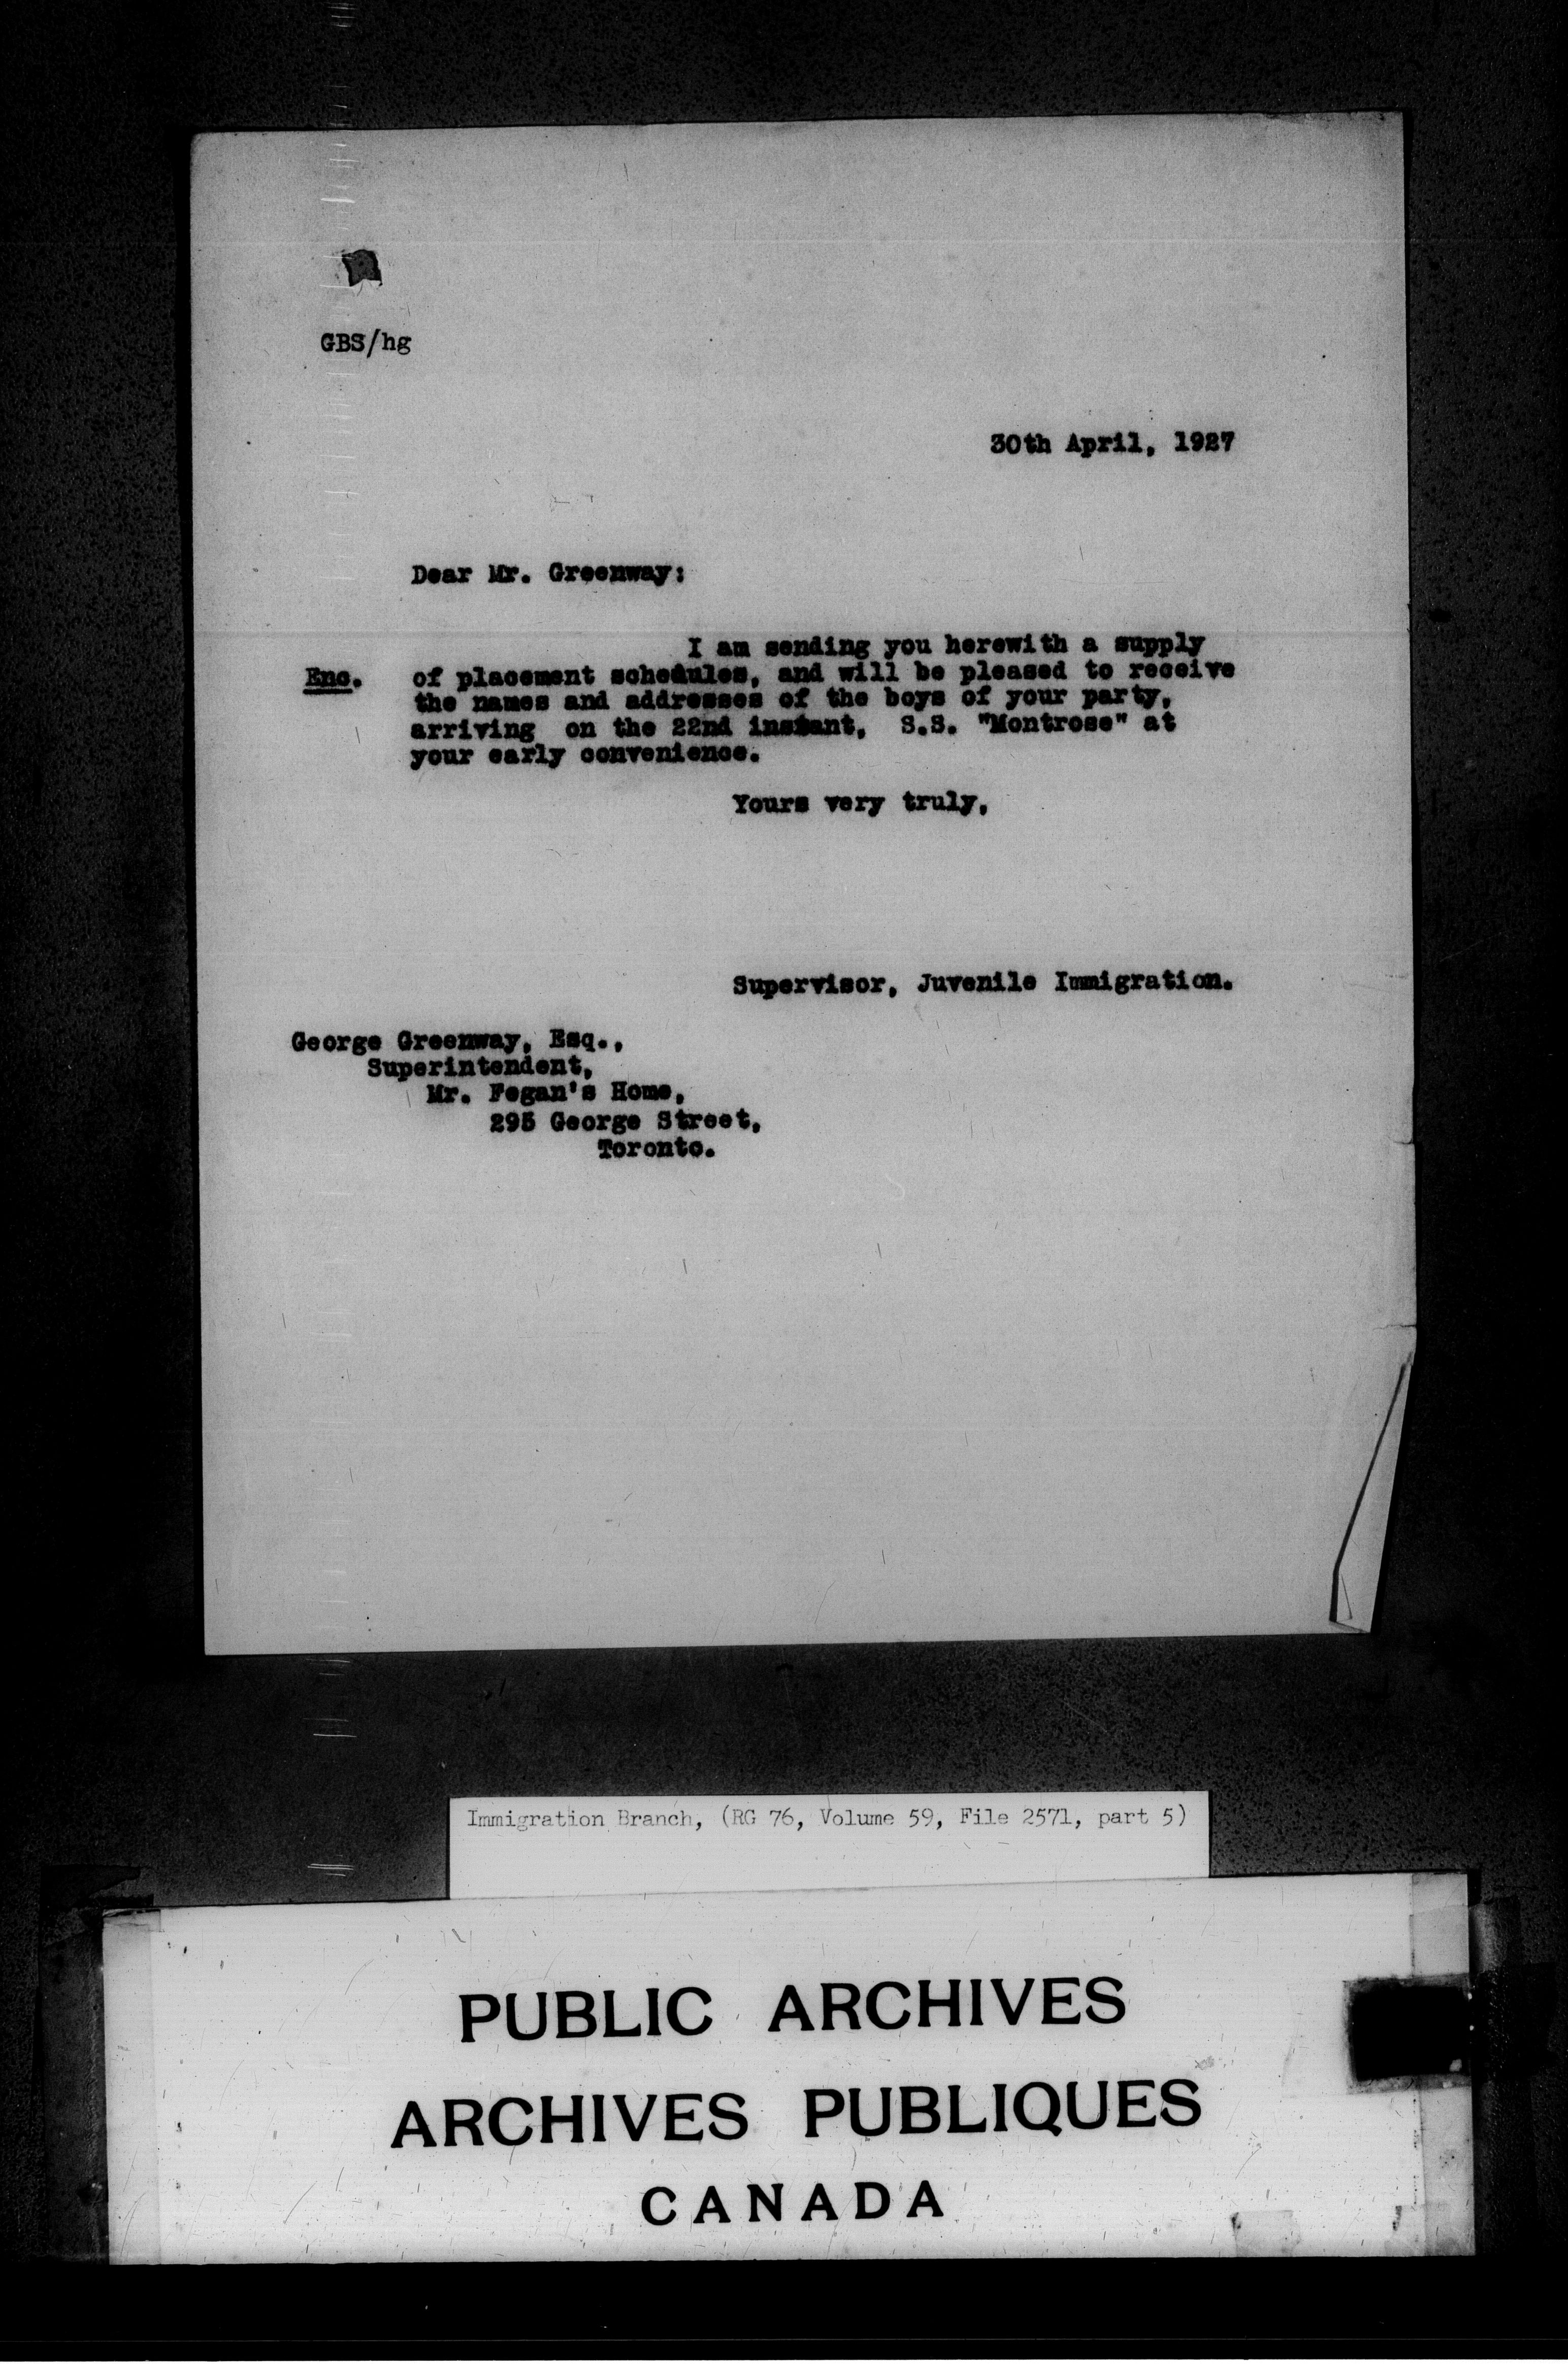 GBS/hg
30th April, 1927
Dear Mr. Greenway:
I am sending you herewith a supply
Enc. of placement schedules, and will be pleased to receive
the names and addresses of the boys of your party,
arriving on the 22nd instant, S.S. "Montrose" at
your early convenience.
Yours very truly,
Supervisor, Juvenile Immigration.
George Greenway, Esq.,
Superintendent,
Mr. Fegan's Home,
295 George Street,
Toronto.
Immigration Branch, (RG 76, Volume 59, File 2571, part 5)
PUBLIC ARCHIVES
ARCHIVES PUBLIQUES
CANADA